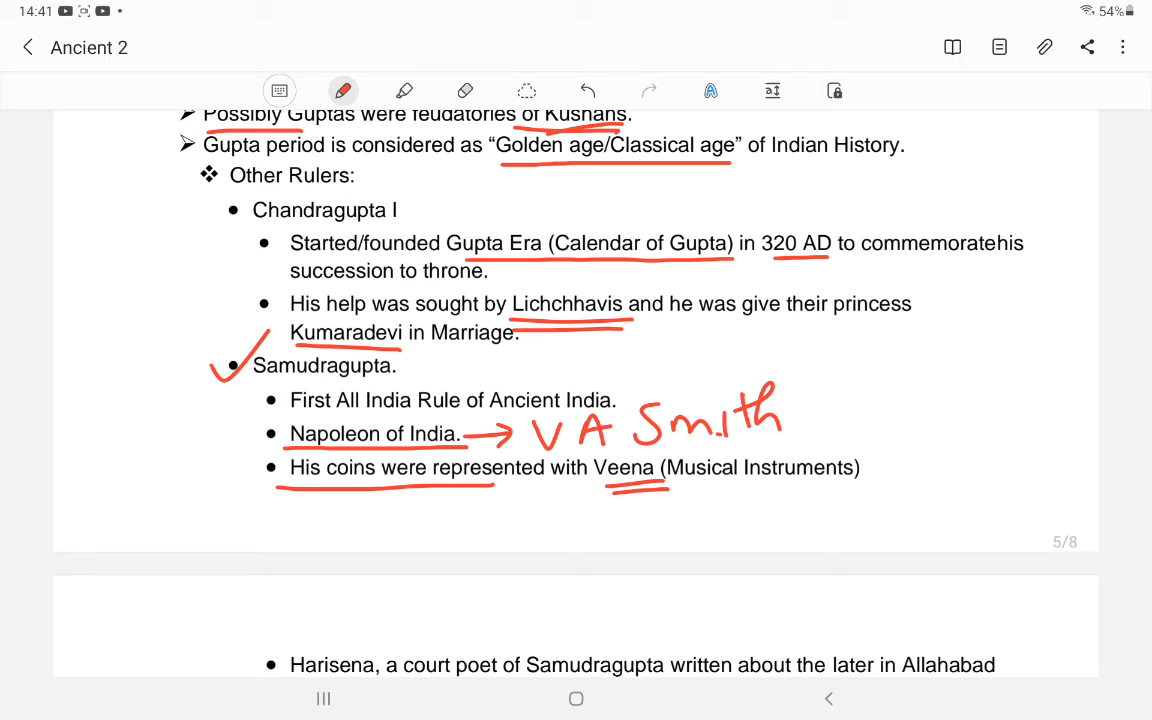 14:41 54%
Ancient 2
➢ Possibly Guptas were feudatories of Kushans.
➢ Gupta period is considered as “Golden age/Classical age” of Indian History.
❖ Other Rulers:
● Chandragupta I
● Started/founded Gupta Era (Calendar of Gupta) in 320 AD to commemoratehis
succession to throne.
● His help was sought by Lichchhavis and he was give their princess
Kumaradevi in Marriage.
● Samudragupta.
● First All India Rule of Ancient India.
● Napoleon of India. → V A Smith
● His coins were represented with Veena (Musical Instruments)
5/8
● Harisena, a court poet of Samudragupta written about the later in Allahabad